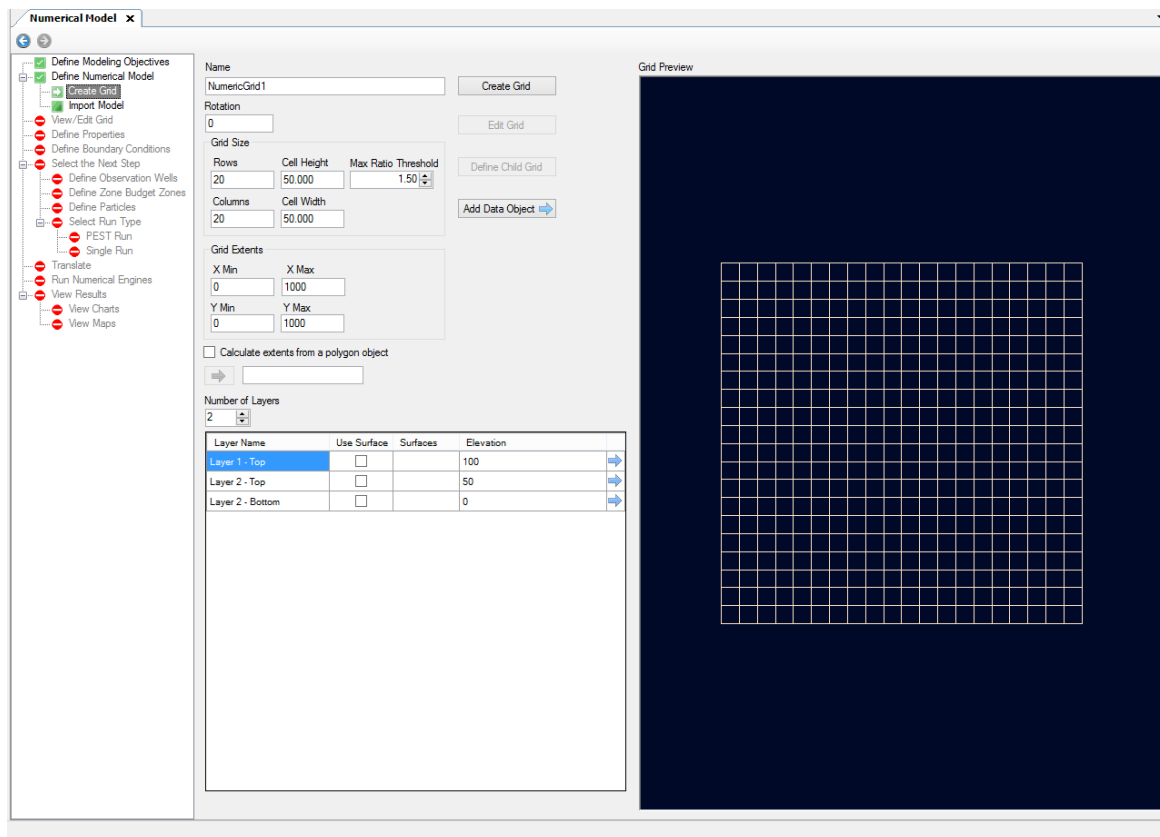 Numerical Model x
Define Modeling Objectives
Define Numerical Model
Create Grid
Import Model
View/Edit Grid
Define Properties
Define Boundary Conditions
Select the Next Step
Define Observation Wells
Define Zone Budget Zones
Define Particles
Select Run Type
PEST Run
Single Run
Translate
Run Numerical Engines
View Results
View Charts
View Maps
Name
NumericGrid1
Create Grid
Rotation
0
Edit Grid
Grid Size
Rows Cell Height Max Ratio Threshold
20 50.000 1.50
Define Child Grid
Columns Cell Width
20 50.000
Add Data Object
Grid Extents
X Min X Max
0 1000
Y Min Y Max
0 1000
Calculate extents from a polygon object
Number of Layers
2
Layer Name Use Surface Surfaces Elevation
Layer 1 - Top 100
Layer 2 - Top 50
Layer 2 - Bottom 0
Grid Preview